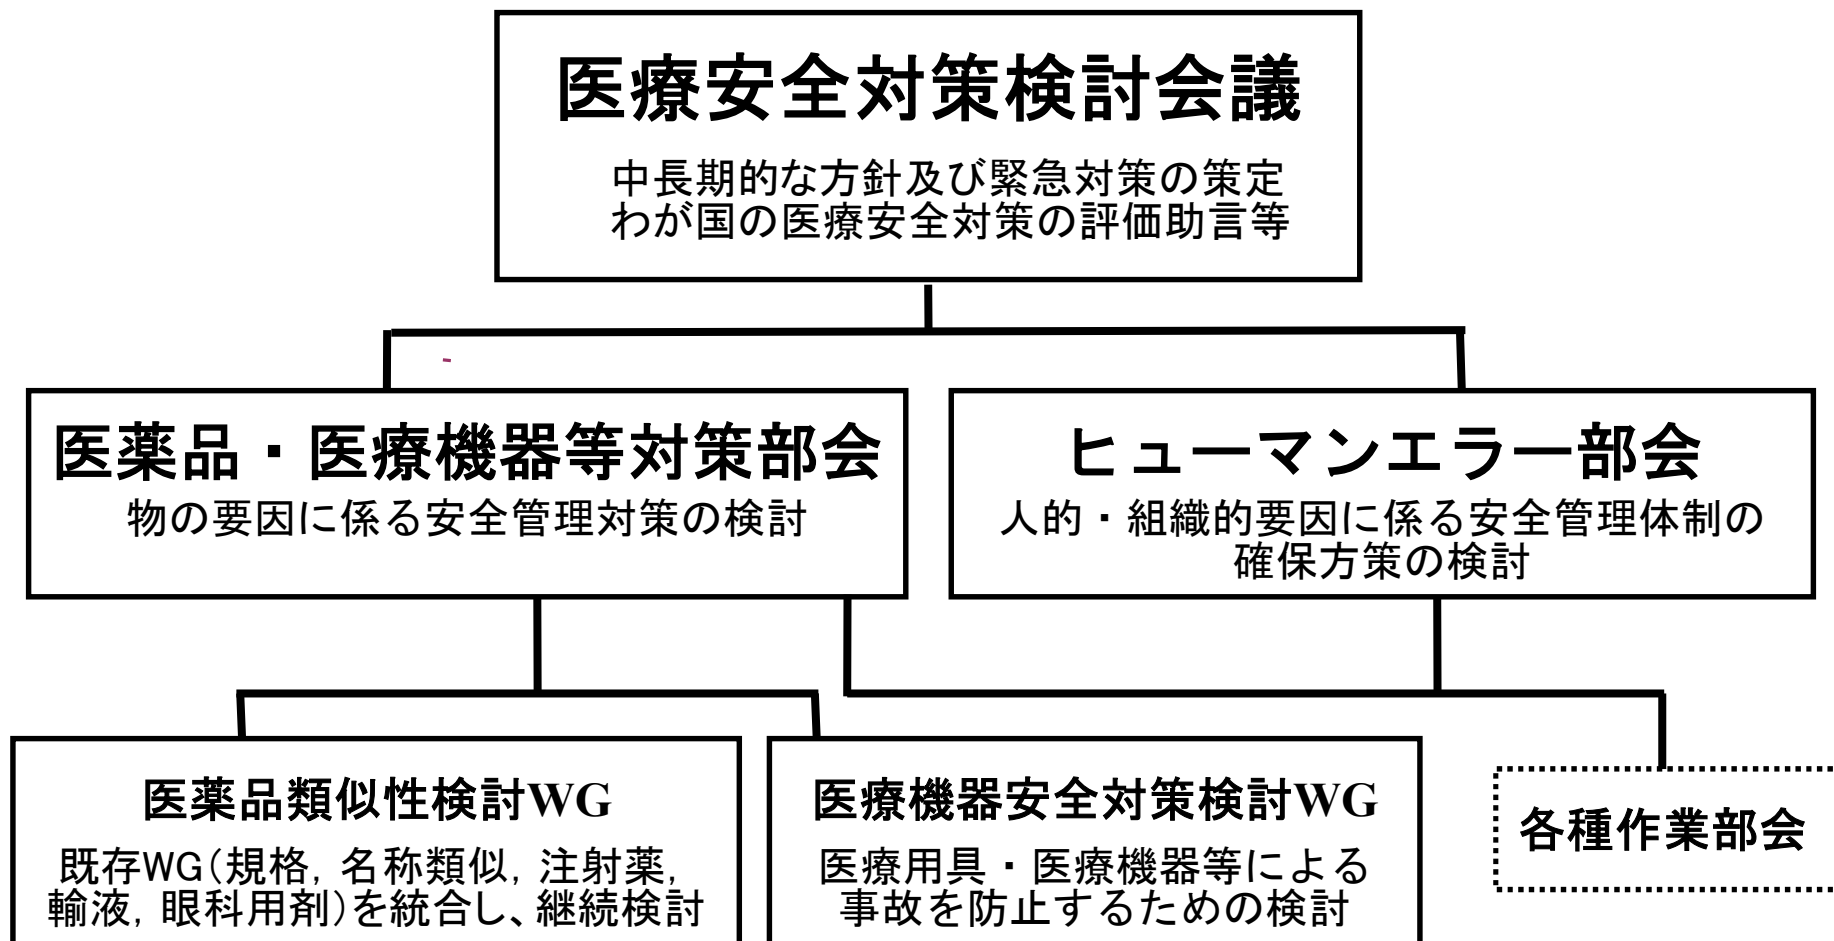 医療安全対策検討会議
中長期的な方針及び緊急対策の策定
わが国の医療安全対策の評価助言等
医薬品・医療機器等対策部会
物の要因に係る安全管理対策の検討
ヒューマンエラー部会
人的・組織的要因に係る安全管理体制の
確保方策の検討
医薬品類似性検討WG
既存WG(規格, 名称類似, 注射薬,
輸液, 眼科用剤)を統合し、継続検討
医療機器安全対策検討WG
医療用具・医療機器等による
事故を防止するための検討
各種作業部会